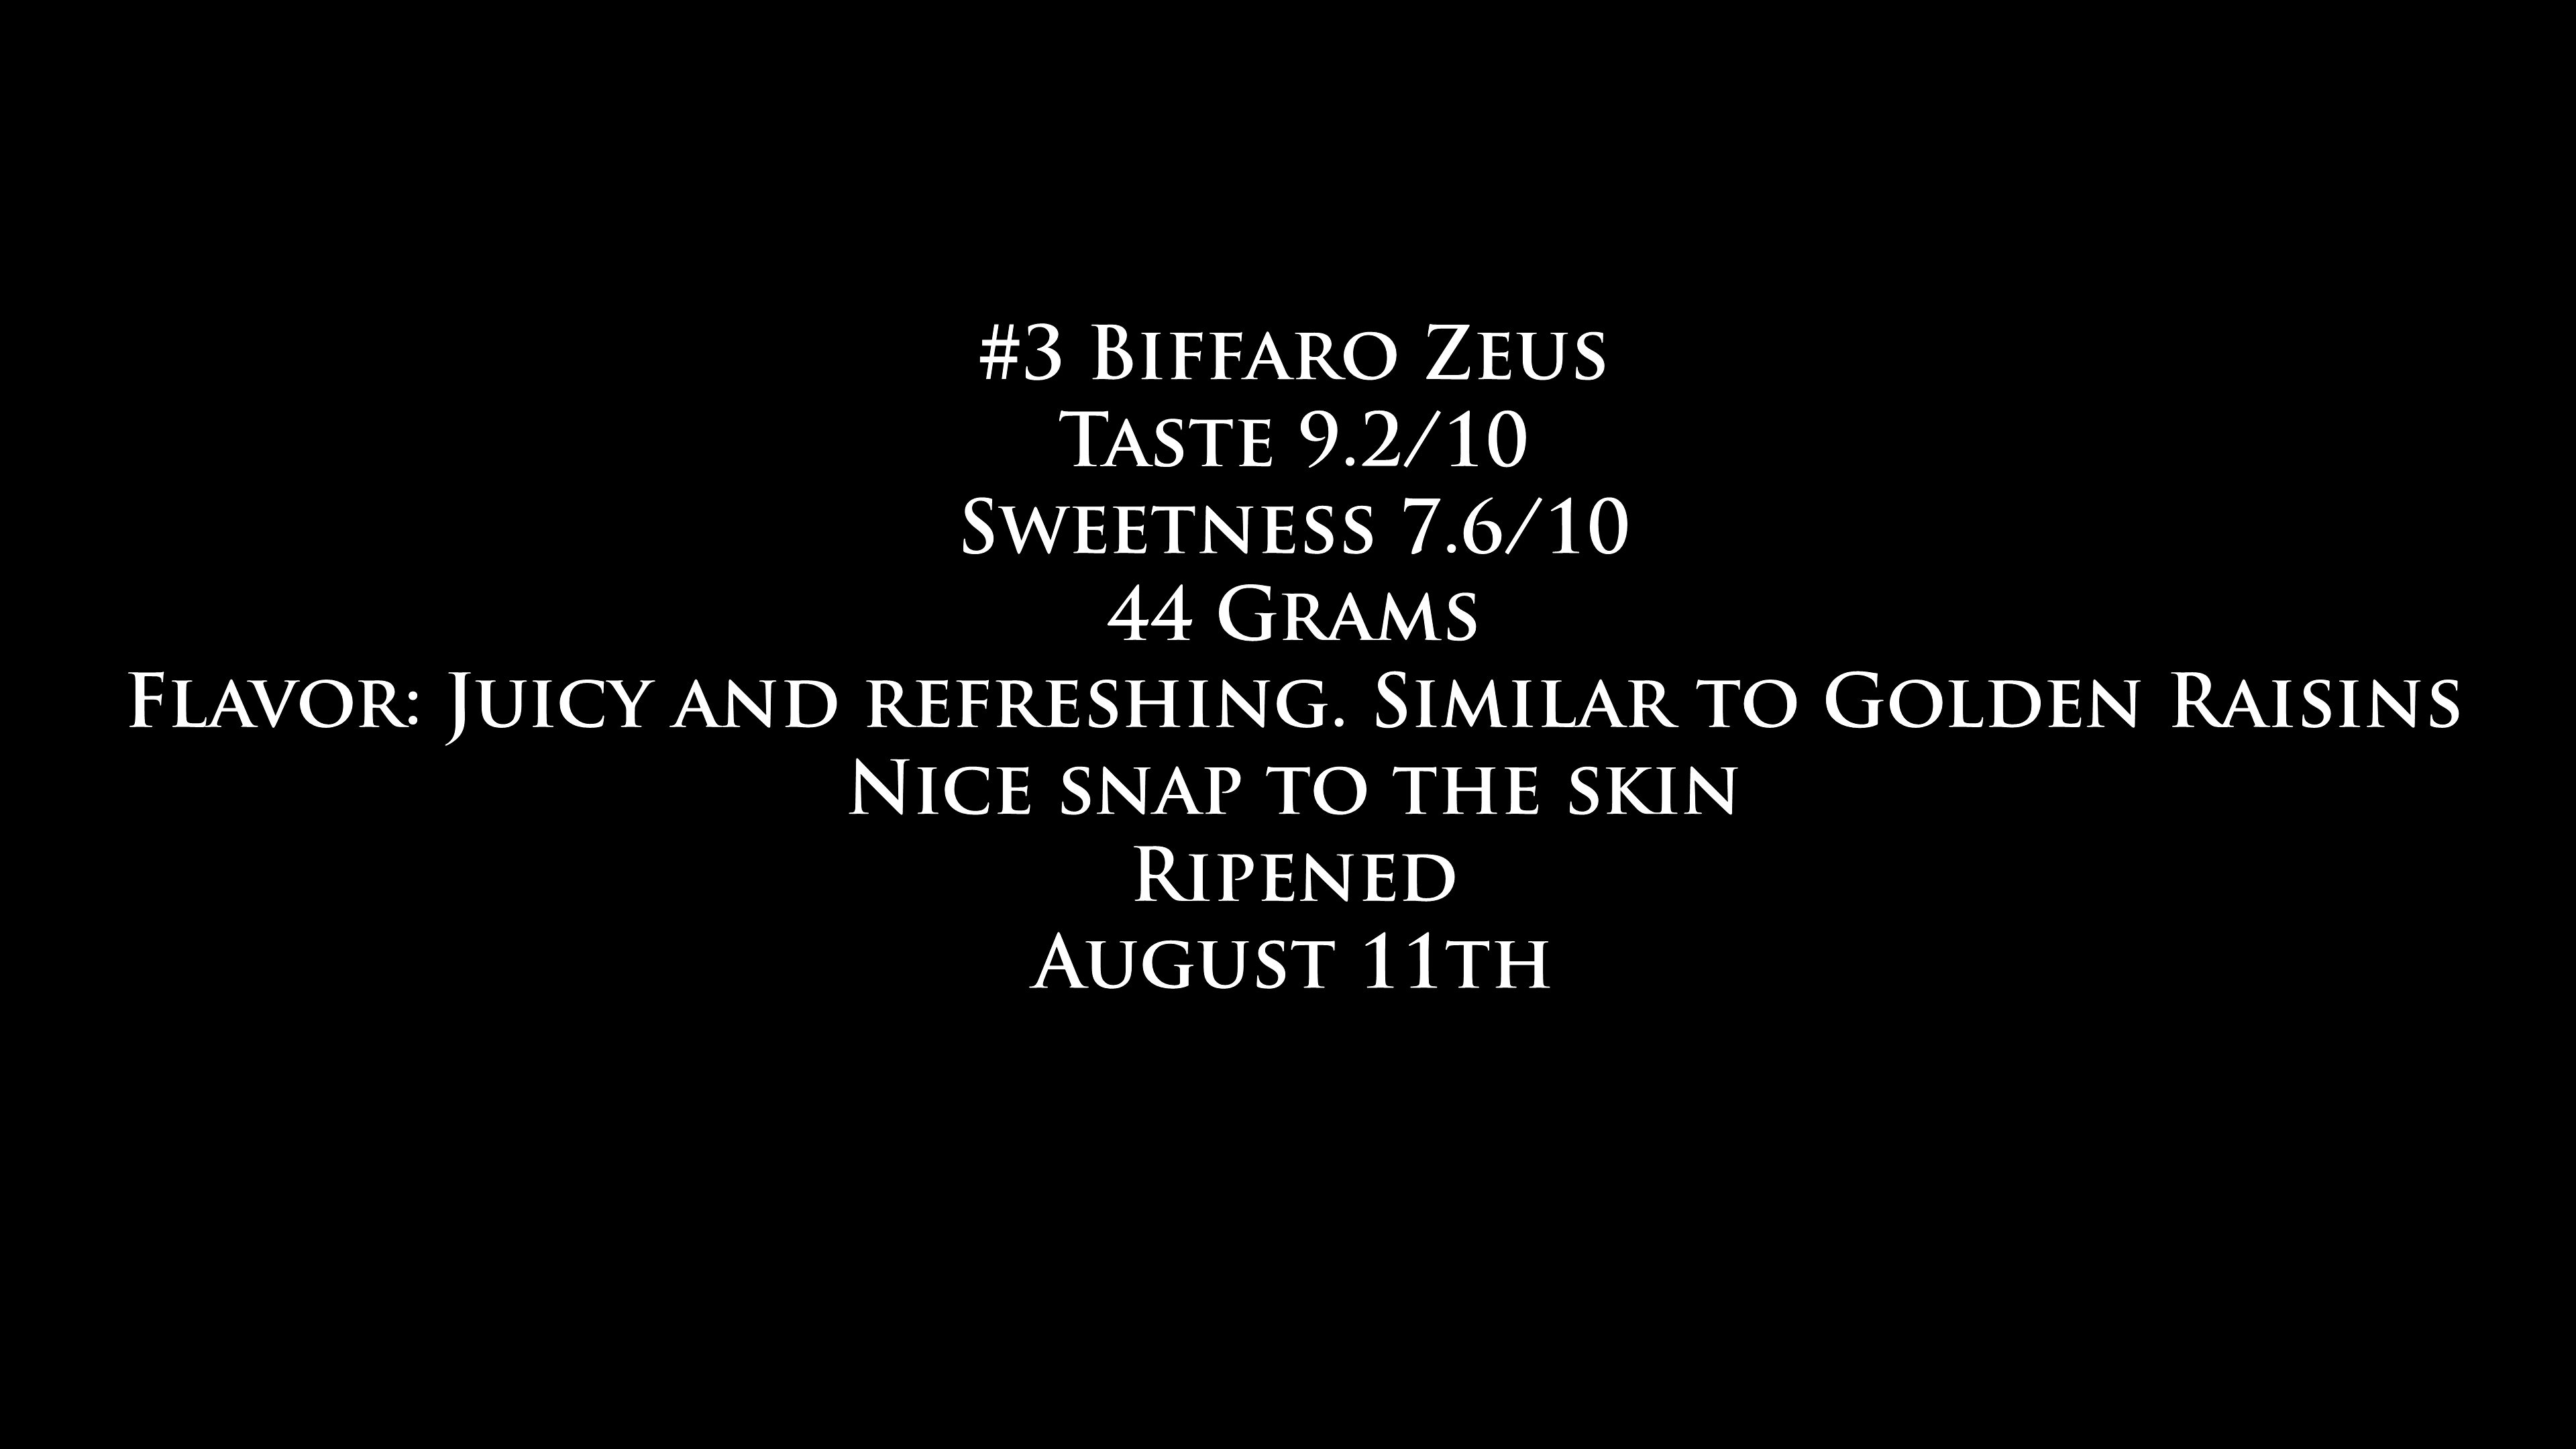 #3 Biffaro Zeus
Taste 9.2/10
Sweetness 7.6/10
44 Grams
Flavor: Juicy and refreshing. Similar to Golden Raisins
Nice snap to the skin
Ripened
August 11th